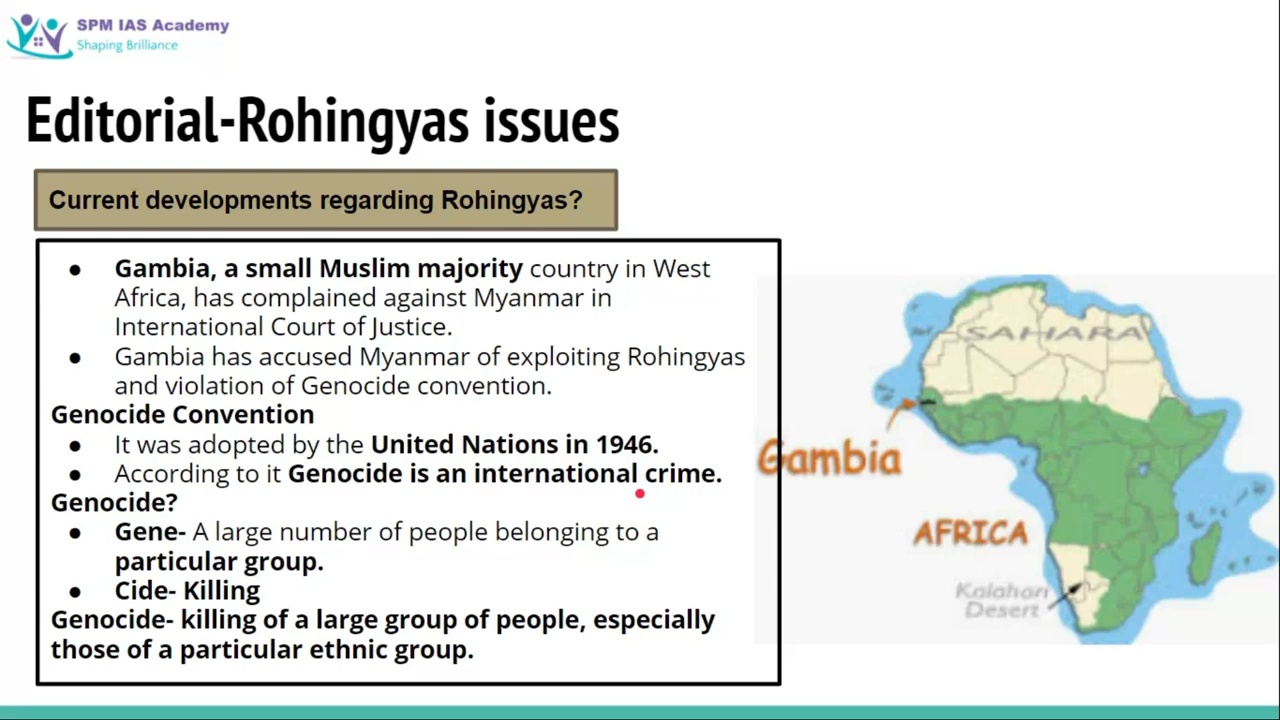 SPM IAS Academy
Shaping Brilliance
Editorial-Rohingyas issues
Current developments regarding Rohingyas?
● Gambia, a small Muslim majority country in West
Africa, has complained against Myanmar in
International Court of Justice.
● Gambia has accused Myanmar of exploiting Rohingyas
and violation of Genocide convention.
Genocide Convention
● It was adopted by the United Nations in 1946.
● According to it Genocide is an international crime.
Genocide?
● Gene- A large number of people belonging to a
particular group.
● Cide- Killing
Genocide- killing of a large group of people, especially
those of a particular ethnic group.
SAHARA
Gambia
AFRICA
Kalahari
Desert